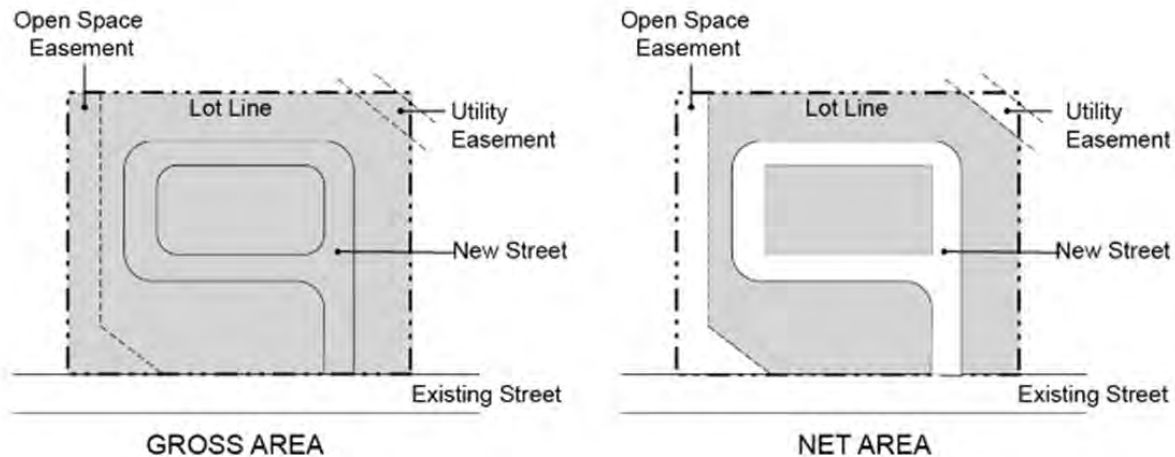 Open Space
Easement
Lot Line
Utility
Easement
New Street
Existing Street
GROSS AREA
Open Space
Easement
Lot Line
Utility
Easement
New Street
Existing Street
NET AREA